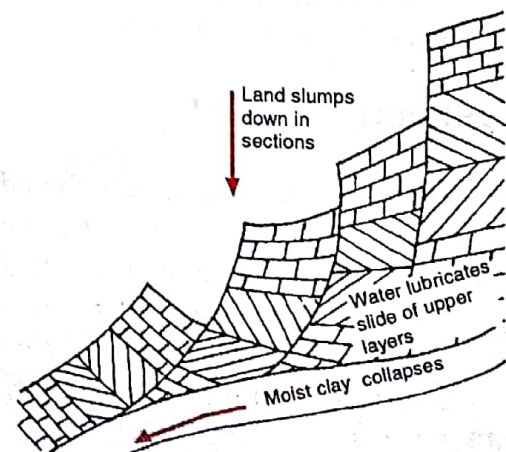 Land slumps
down in
sections
Water lubricates
slide of upper
layers
Moist clay collapses